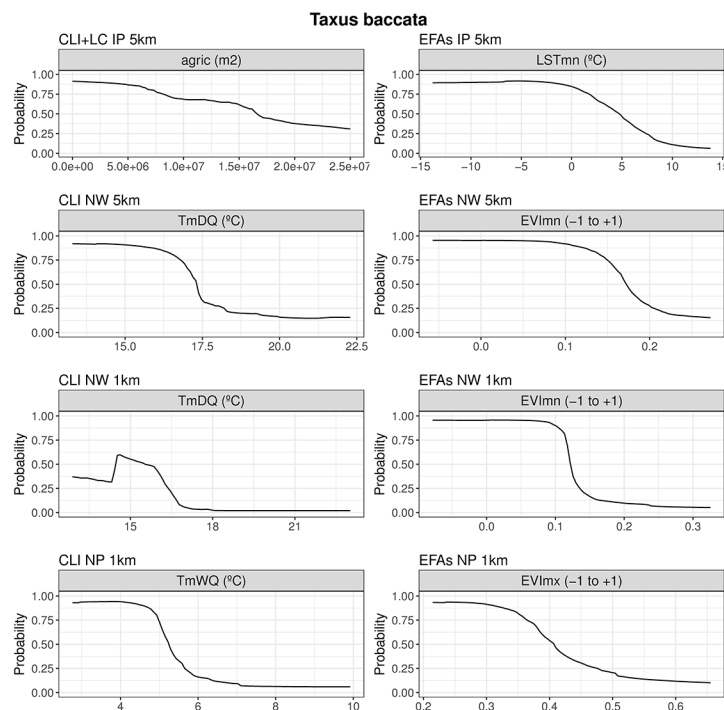 Taxus baccata
CLI+LC IP 5km
agric (m2)
Probability
1.00
0.75
0.50
0.25
0.00
0.0e+00 5.0e+06 1.0e+07 1.5e+07 2.0e+07 2.5e+07
EFAs IP 5km
LSTmn (ºC)
Probability
1.00
0.75
0.50
0.25
0.00
−15 −10 −5 0 5 10 15
CLI NW 5km
TmDQ (ºC)
Probability
1.00
0.75
0.50
0.25
0.00
15.0 17.5 20.0 22.5
EFAs NW 5km
EVImn (−1 to +1)
Probability
1.00
0.75
0.50
0.25
0.00
0.0 0.1 0.2
CLI NW 1km
TmDQ (ºC)
Probability
1.00
0.75
0.50
0.25
0.00
15 18 21
EFAs NW 1km
EVImn (−1 to +1)
Probability
1.00
0.75
0.50
0.25
0.00
0.0 0.1 0.2 0.3
CLI NP 1km
TmWQ (ºC)
Probability
1.00
0.75
0.50
0.25
0.00
4 6 8 10
EFAs NP 1km
EVImx (−1 to +1)
Probability
1.00
0.75
0.50
0.25
0.00
0.2 0.3 0.4 0.5 0.6